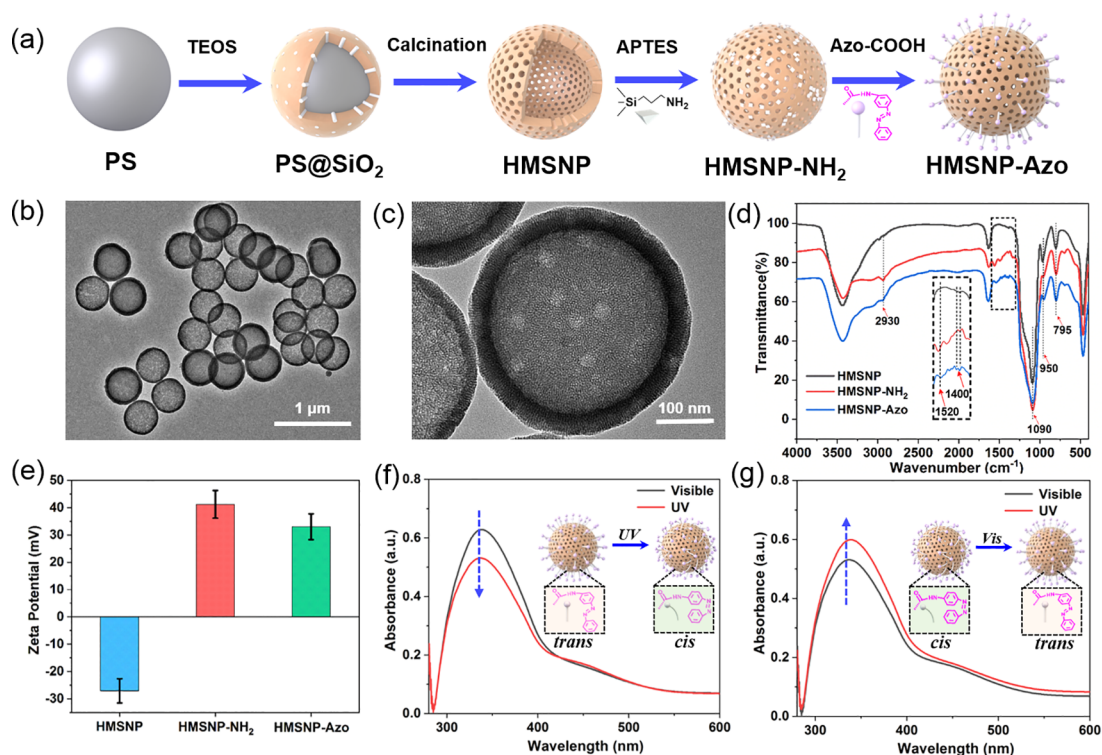 (a)
TEOS
Calcination
APTES
Azo-COOH
Si
NH₂
O
HN
N
N
PS
PS@SiO₂
HMSNP
HMSNP-NH₂
HMSNP-Azo
(b)
1 μm
(c)
100 nm
(d)
Transmittance(%)
100
80
60
40
20
0
2930
795
950
1400
1520
1090
HMSNP
HMSNP-NH₂
HMSNP-Azo
4000 3500 3000 2500 2000 1500 1000 500
Wavenumber (cm⁻¹)
(e)
Zeta Potential (mV)
50
40
30
20
10
0
-10
-20
-30
HMSNP HMSNP-NH₂ HMSNP-Azo
(f)
Absorbance (a.u.)
0.8
0.6
0.4
0.2
0.0
Visible
UV
UV
trans
cis
300 400 500 600
Wavelength (nm)
(g)
Absorbance (a.u.)
0.8
0.6
0.4
0.2
0.0
Visible
UV
Vis
cis
trans
300 400 500 600
Wavelength (nm)